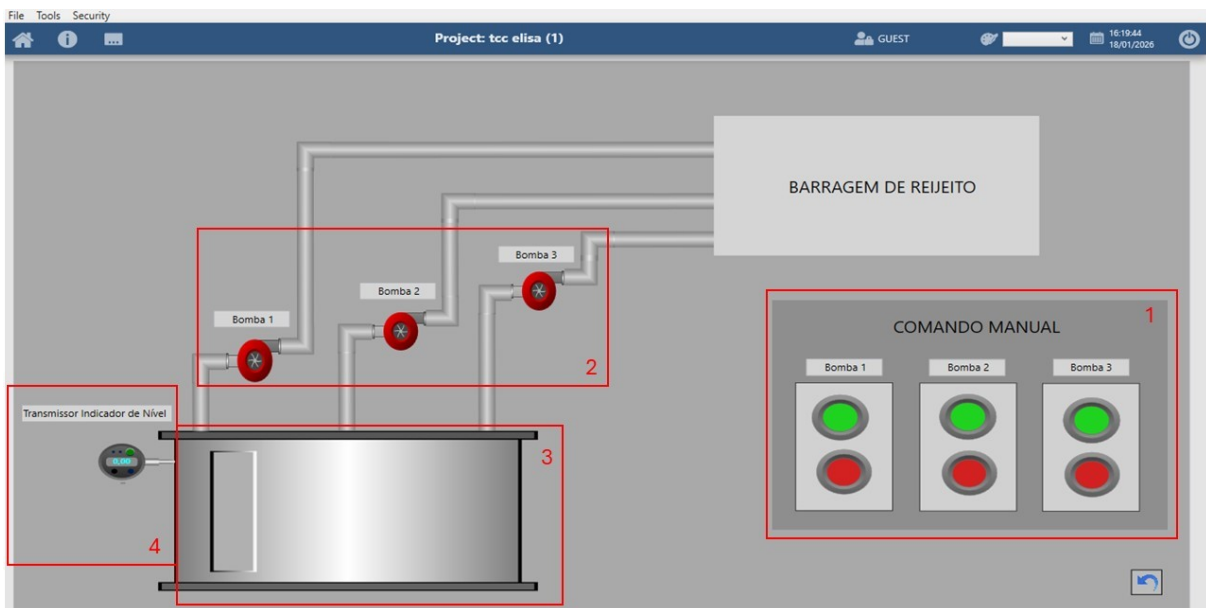 File Tools Security
Project: tcc elisa (1)
GUEST
16:19:44
18/01/2026
BARRAGEM DE REIJEITO
Bomba 3
Bomba 2
Bomba 1
2
COMANDO MANUAL
1
Bomba 1 Bomba 2 Bomba 3
Transmissor Indicador de Nível
0,00
3
4